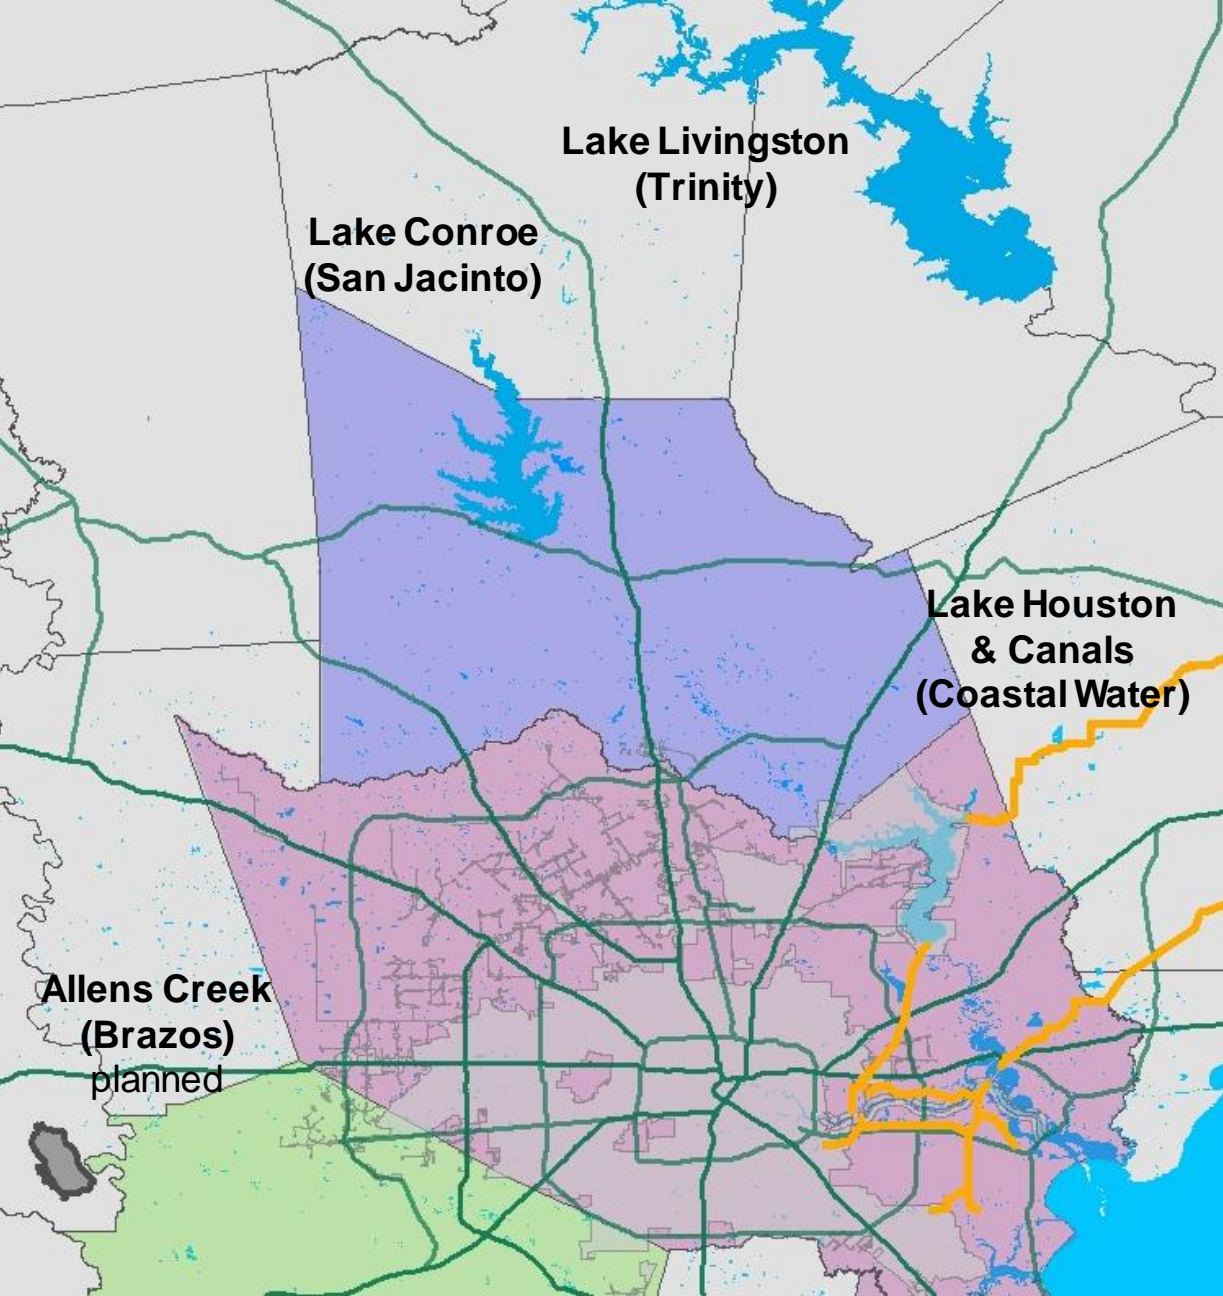 Lake Livingston
(Trinity)
Lake Conroe
(San Jacinto)
Lake Houston
& Canals
(Coastal Water)
Allens Creek
(Brazos)
planned